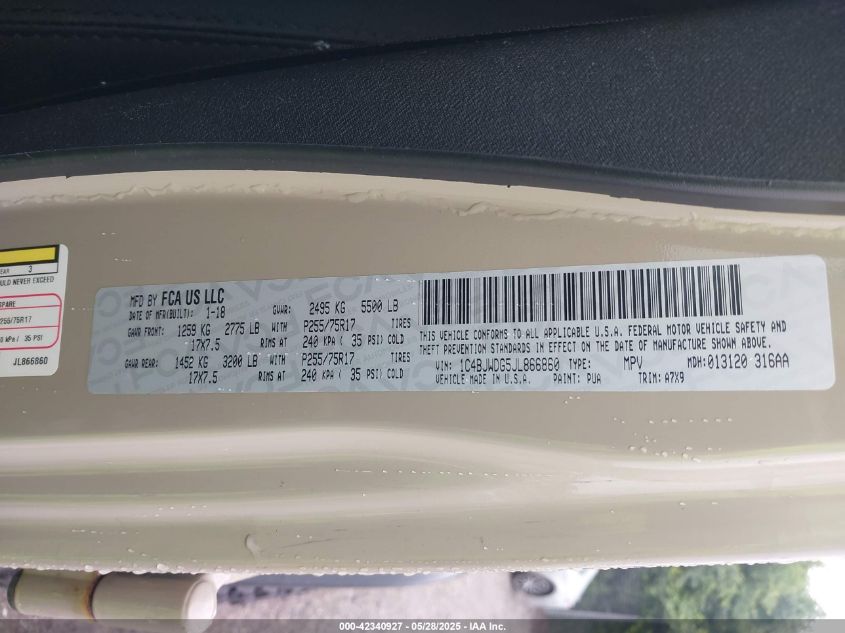 EAR 3
OULD NEVER EXCEED
SPARE
255/75R17
0 kPa / 35 PSI
JL866860
MFD BY FCA US LLC
DATE OF MFR(BUILT): 1-18 GVWR: 2495 KG 5500 LB
GAWR FRONT: 1259 KG 2775 LB WITH P255/75R17 TIRES
17X7.5 RIMS AT 240 KPA ( 35 PSI) COLD
GAWR REAR: 1452 KG 3200 LB WITH P255/75R17 TIRES
17X7.5 RIMS AT 240 KPA ( 35 PSI) COLD
THIS VEHICLE CONFORMS TO ALL APPLICABLE U.S.A. FEDERAL MOTOR VEHICLE SAFETY AND
THEFT PREVENTION STANDARDS IN EFFECT ON THE DATE OF MANUFACTURE SHOWN ABOVE.
VIN: 1C4BJWDG5JL866860 TYPE: MPV MDH: 013120 316AA
VEHICLE MADE IN U.S.A. PAINT: PUA TRIM: A7X9
000-42340927 - 05/28/2025 - IAA Inc.